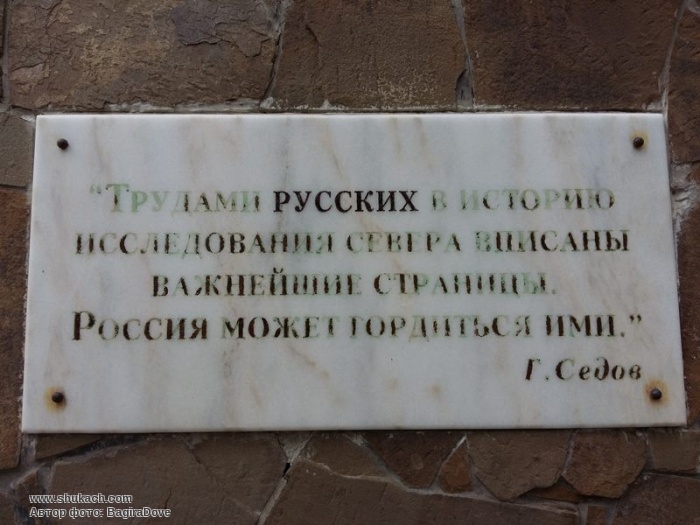 “Трудами русских в историю
исследования севера вписаны
важнейшие страницы.
Россия может гордиться ими.”
Г. Седов
www.shukach.com
Автор фото: BagiraDove